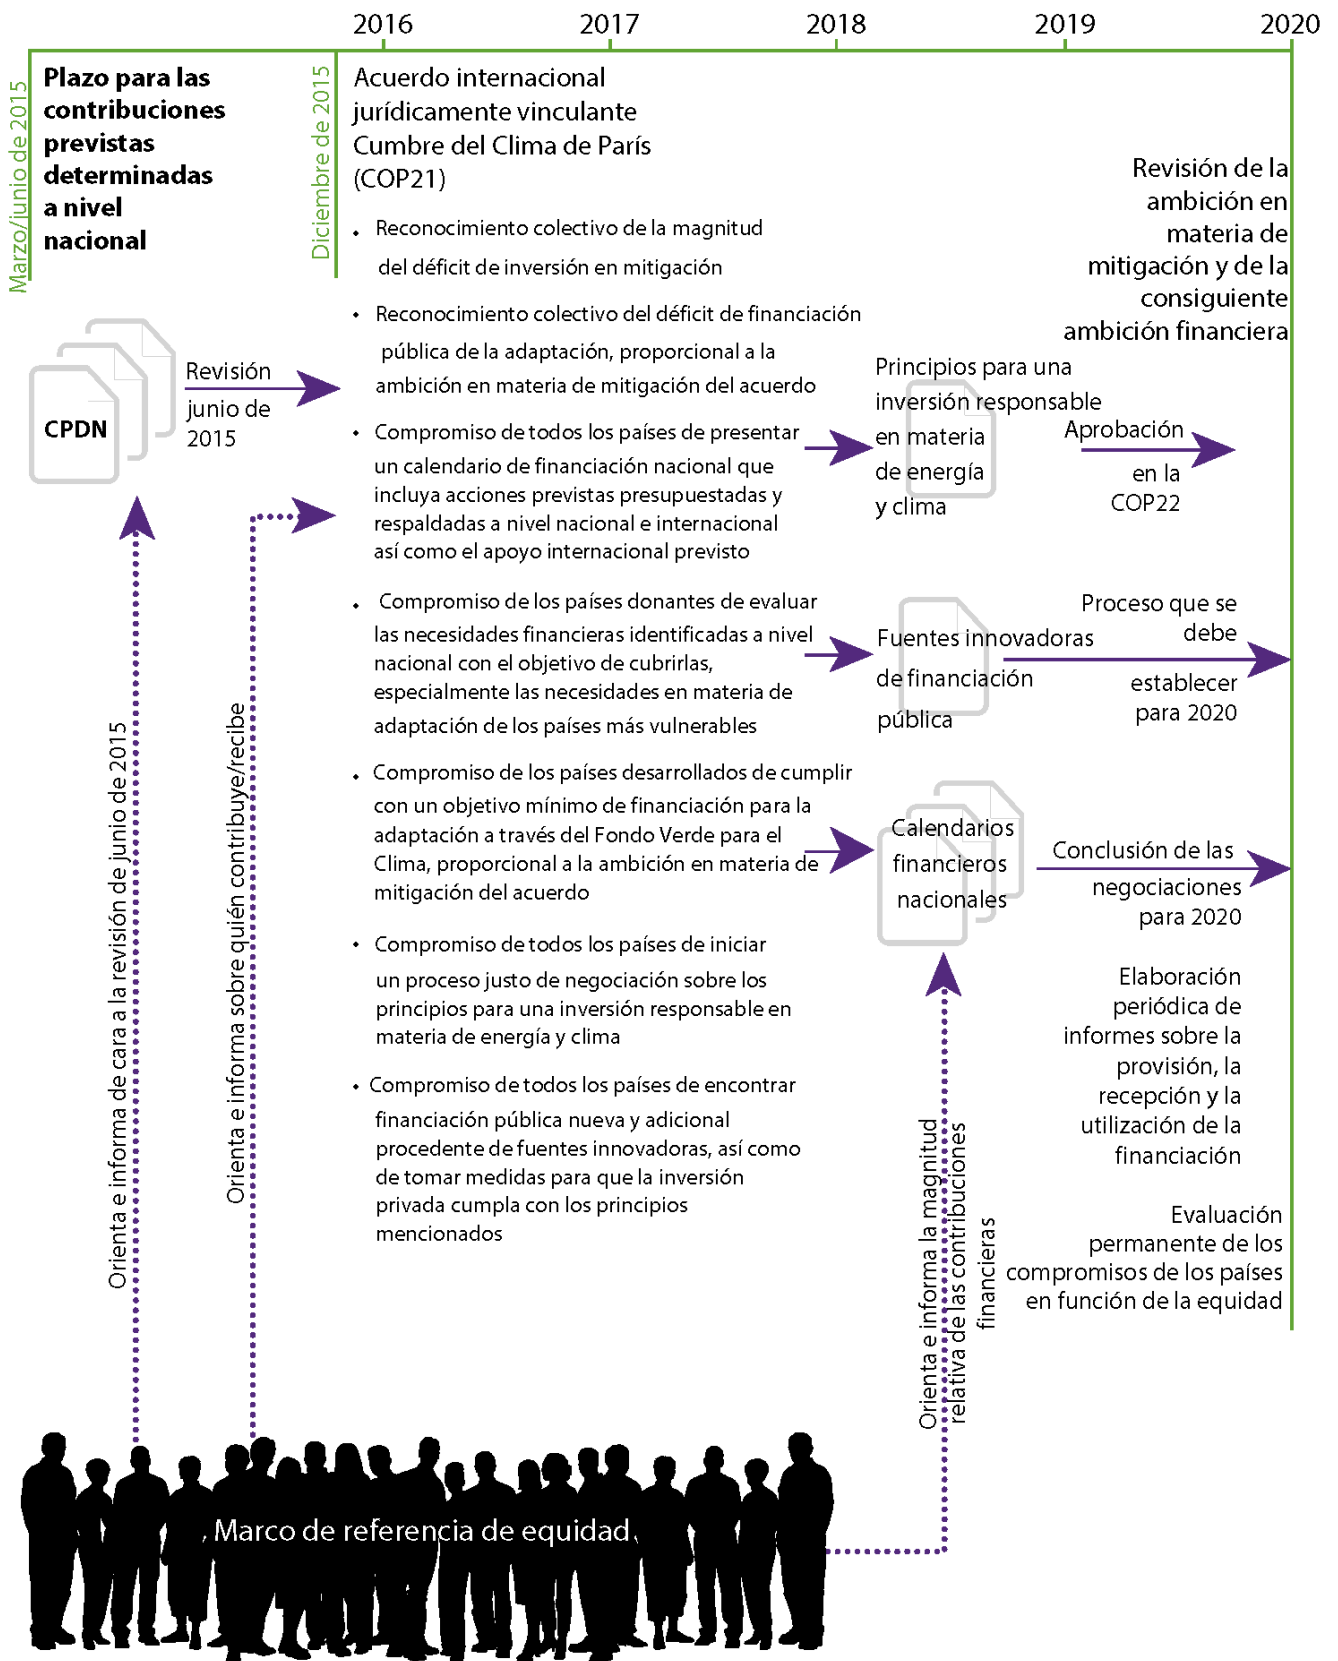 2016
2017
2018
2019
2020
Marzo/junio de 2015
Plazo para las
contribuciones
previstas
determinadas
a nivel
nacional
Diciembre de 2015
Acuerdo internacional
jurídicamente vinculante
Cumbre del Clima de París
(COP21)
• Reconocimiento colectivo de la magnitud
del déficit de inversión en mitigación
• Reconocimiento colectivo del déficit de financiación
pública de la adaptación, proporcional a la
ambición en materia de mitigación del acuerdo
• Compromiso de todos los países de presentar
un calendario de financiación nacional que
incluya acciones previstas presupuestadas y
respaldadas a nivel nacional e internacional
así como el apoyo internacional previsto
• Compromiso de los países donantes de evaluar
las necesidades financieras identificadas a nivel
nacional con el objetivo de cubrirlas,
especialmente las necesidades en materia de
adaptación de los países más vulnerables
• Compromiso de los países desarrollados de cumplir
con un objetivo mínimo de financiación para la
adaptación a través del Fondo Verde para el
Clima, proporcional a la ambición en materia de
mitigación del acuerdo
• Compromiso de todos los países de iniciar
un proceso justo de negociación sobre los
principios para una inversión responsable en
materia de energía y clima
• Compromiso de todos los países de encontrar
financiación pública nueva y adicional
procedente de fuentes innovadoras, así como
de tomar medidas para que la inversión
privada cumpla con los principios
mencionados
CPDN
Revisión
junio de
2015
Orienta e informa de cara a la revisión de junio de 2015
Orienta e informa sobre quién contribuye/recibe
Principios para una
inversión responsable
en materia
de energía
y clima
Aprobación
en la
COP22
Fuentes innovadoras
de financiación
pública
Proceso que se
debe
establecer
para 2020
Calendarios
financieros
nacionales
Conclusión de las
negociaciones
para 2020
Orienta e informa la magnitud
relativa de las contribuciones
financieras
Revisión de la
ambición en
materia de
mitigación y de la
consiguiente
ambición financiera
Elaboración
periódica de
informes sobre la
provisión, la
recepción y la
utilización de la
financiación
Evaluación
permanente de los
compromisos de los países
en función de la equidad
Marco de referencia de equidad